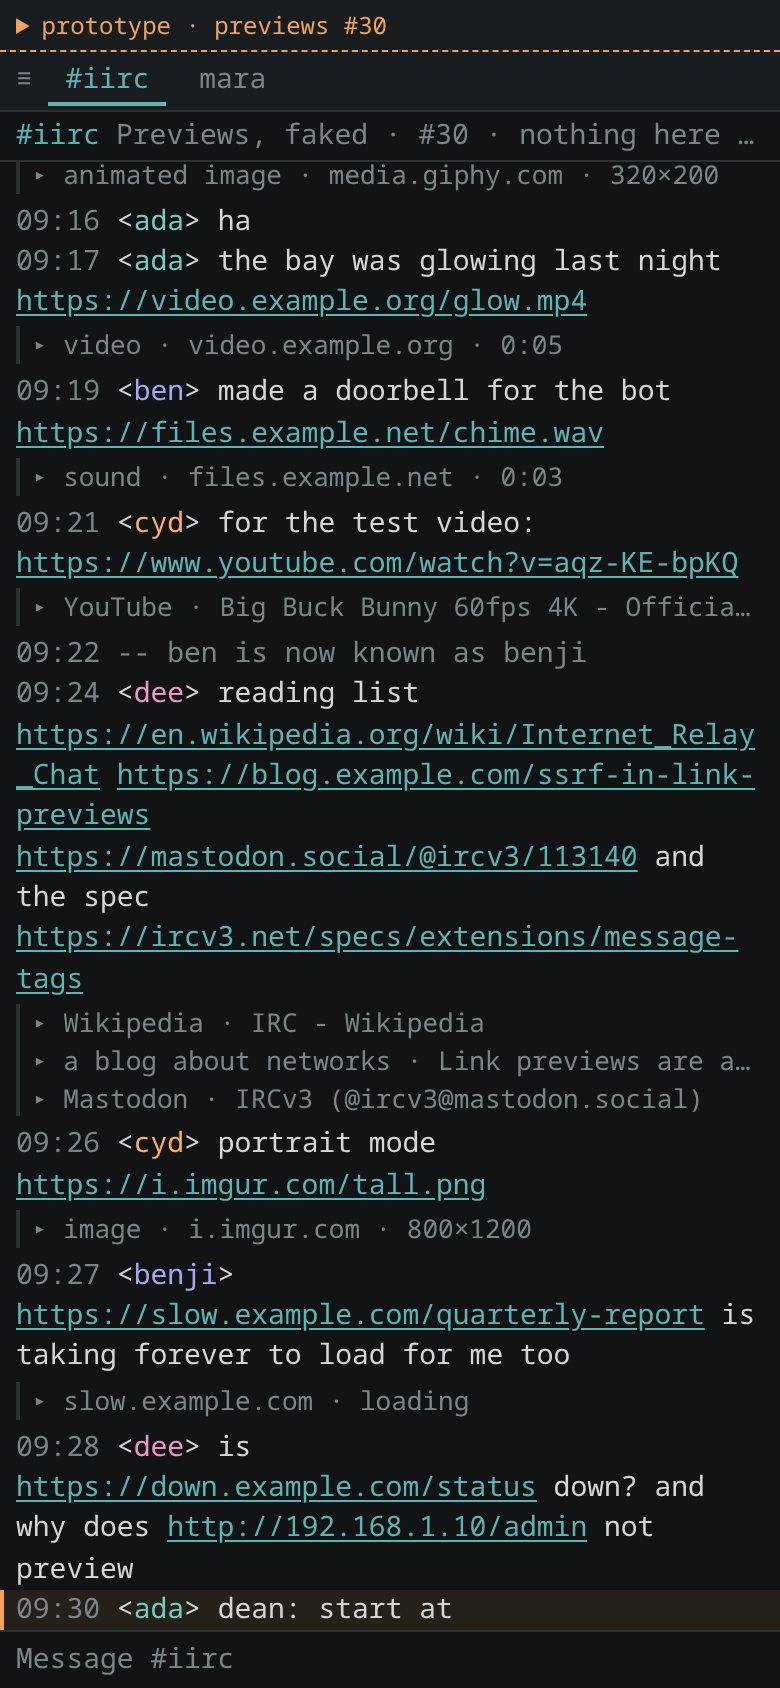 ▶ prototype · previews #30
≡ #iirc mara
#iirc Previews, faked · #30 · nothing here …
▸ animated image · media.giphy.com · 320×200
09:16 <ada> ha
09:17 <ada> the bay was glowing last night
https://video.example.org/glow.mp4
▸ video · video.example.org · 0:05
09:19 <ben> made a doorbell for the bot
https://files.example.net/chime.wav
▸ sound · files.example.net · 0:03
09:21 <cyd> for the test video:
https://www.youtube.com/watch?v=aqz-KE-bpKQ
▸ YouTube · Big Buck Bunny 60fps 4K - Officia…
09:22 -- ben is now known as benji
09:24 <dee> reading list
https://en.wikipedia.org/wiki/Internet_Relay
_Chat https://blog.example.com/ssrf-in-link-
previews
https://mastodon.social/@ircv3/113140 and
the spec
https://ircv3.net/specs/extensions/message-
tags
▸ Wikipedia · IRC - Wikipedia
▸ a blog about networks · Link previews are a…
▸ Mastodon · IRCv3 (@ircv3@mastodon.social)
09:26 <cyd> portrait mode
https://i.imgur.com/tall.png
▸ image · i.imgur.com · 800×1200
09:27 <benji>
https://slow.example.com/quarterly-report is
taking forever to load for me too
▸ slow.example.com · loading
09:28 <dee> is
https://down.example.com/status down? and
why does http://192.168.1.10/admin not
preview
09:30 <ada> dean: start at
Message #iirc